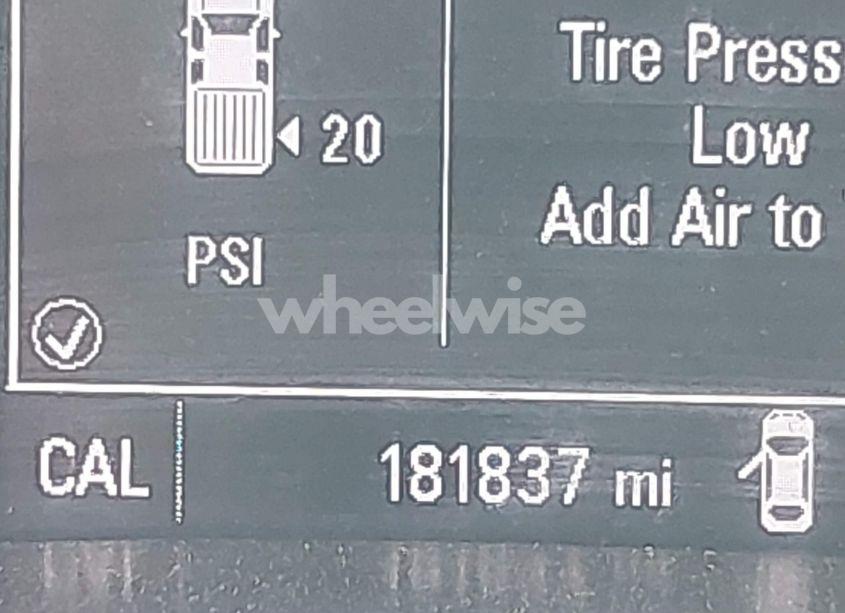 Tire Press
Low
20
Add Air to
PSI
wheelwise
CAL 181837 mi